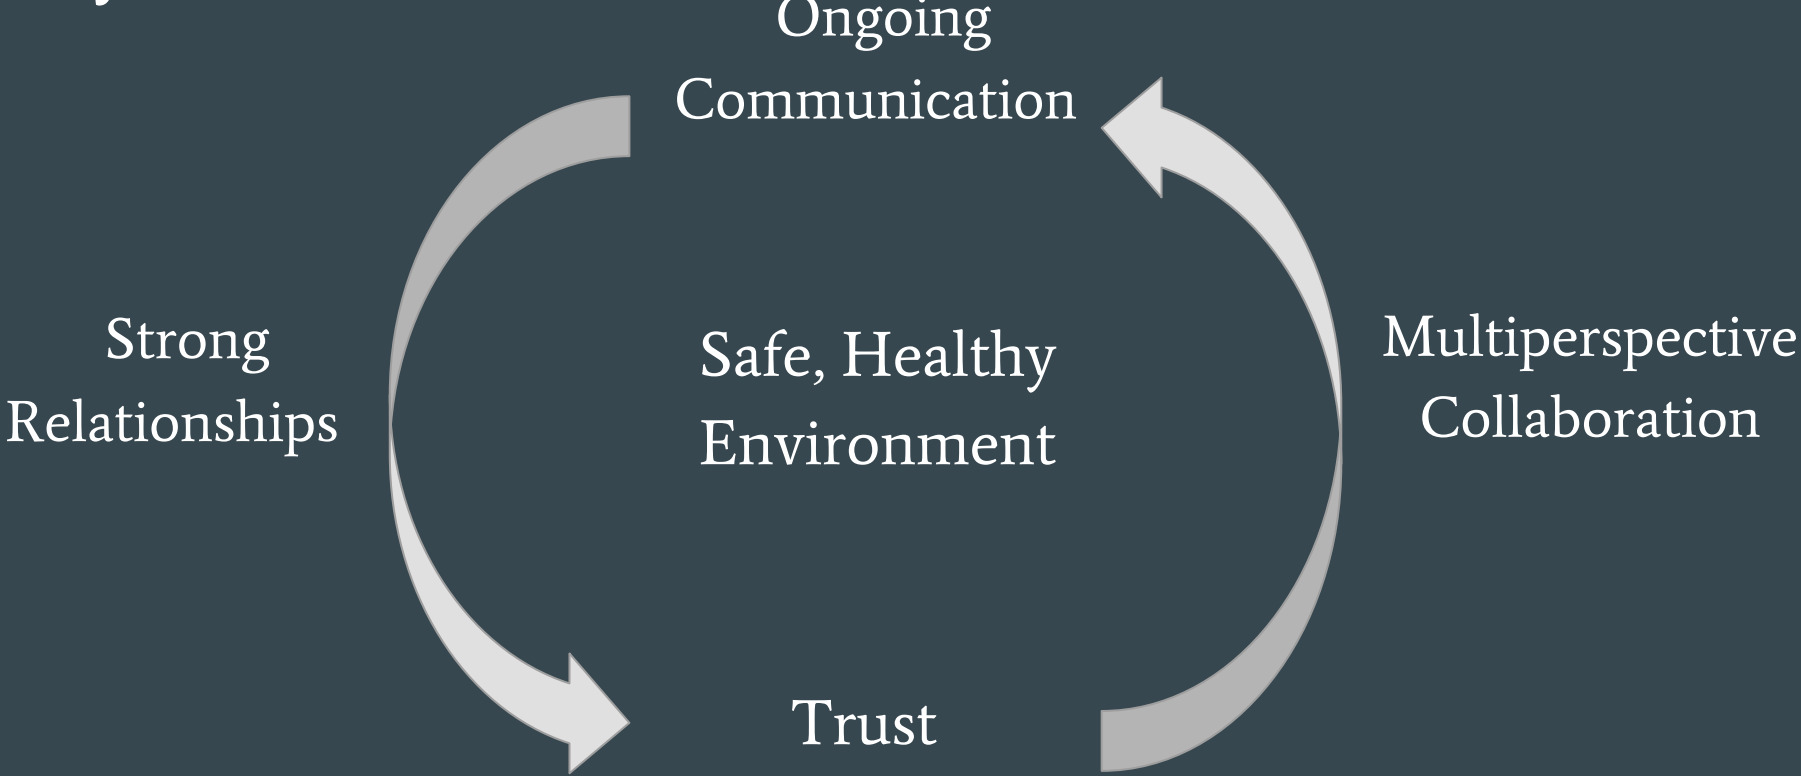 Ongoing
Communication
Strong
Relationships
Safe, Healthy
Environment
Multiperspective
Collaboration
Trust